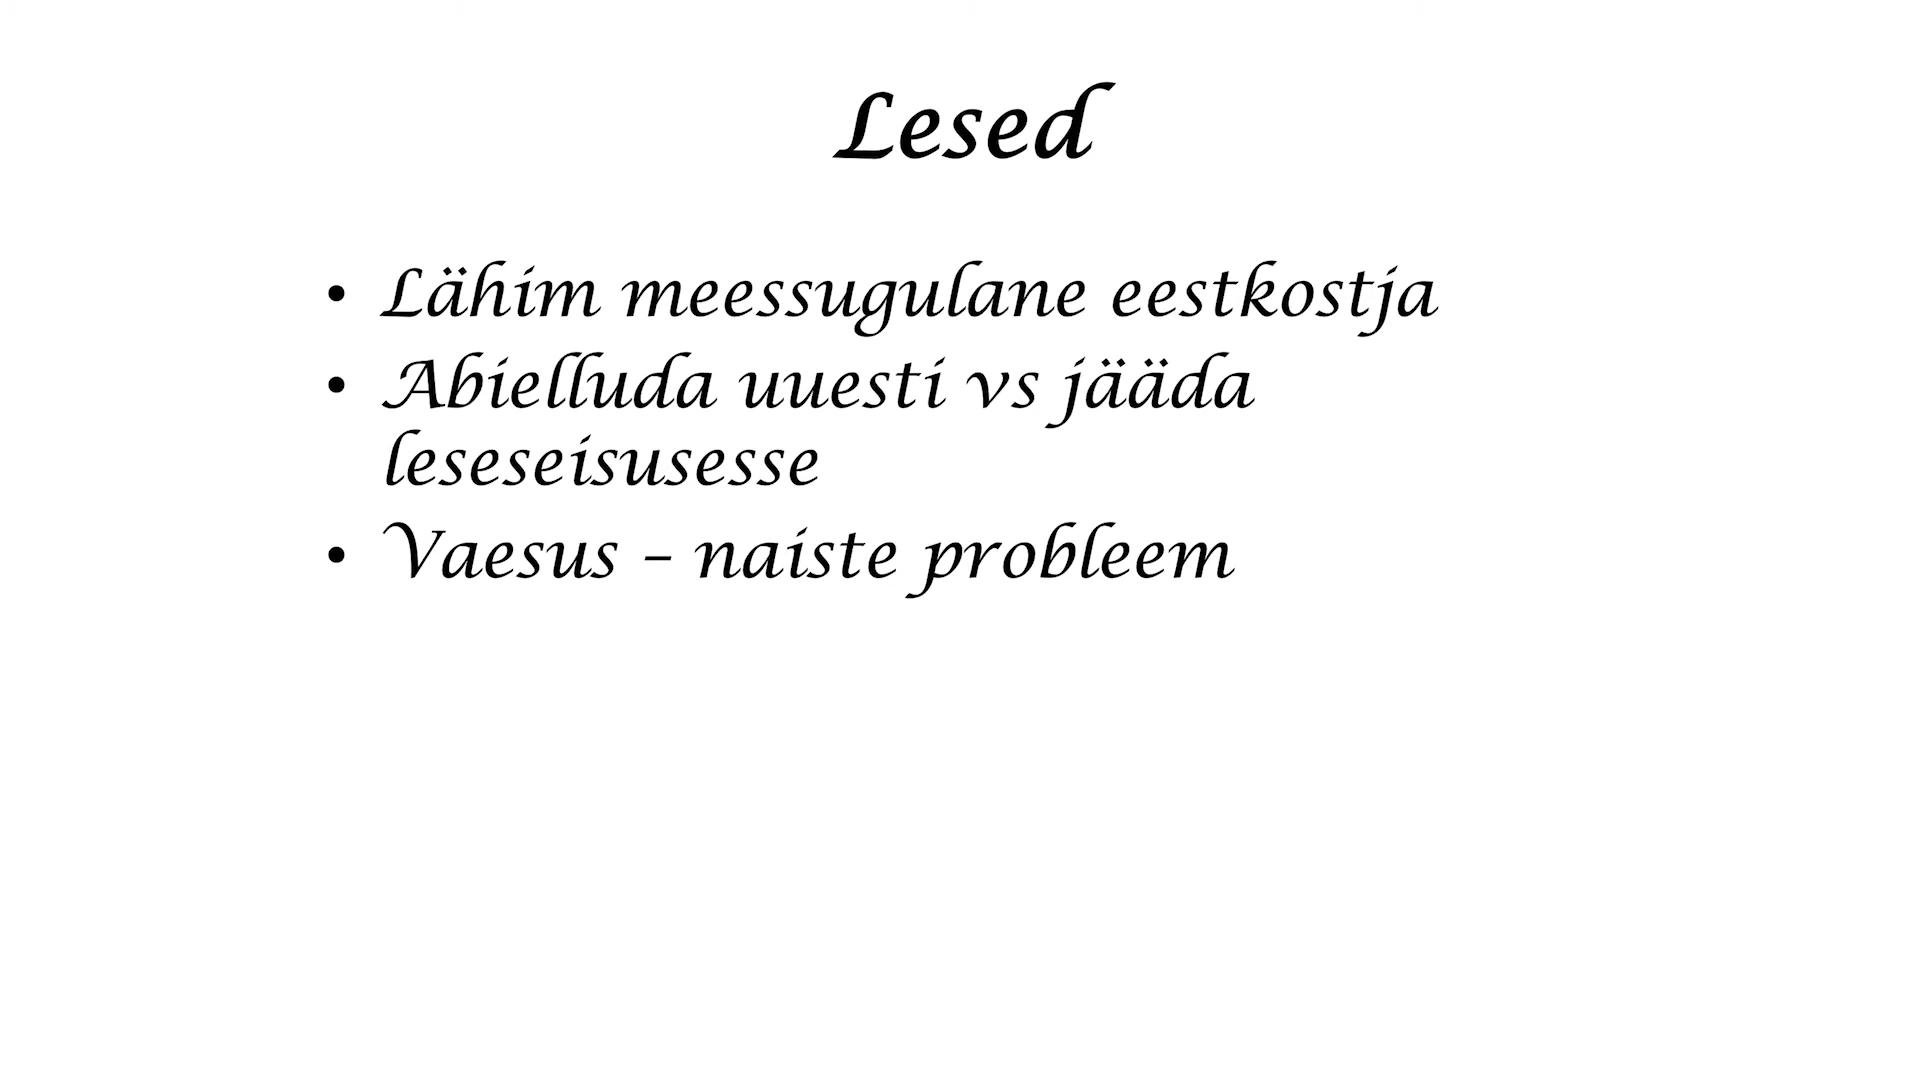 Lesed
• Lähim meessugulane eestkostja
• Abielluda uuesti vs jääda
leseseisusesse
• Vaesus – naiste probleem